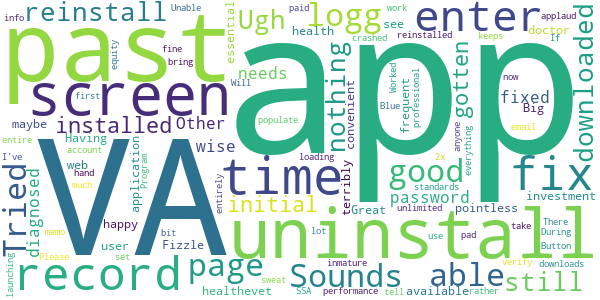 info
reinstall
Unable
Ugh
essential
logg
paid
health
enter
work
see
applaud
doctor
If
past
app
screen
equity
fine
bring
needs
crashed
reinstalled
keeps
Will
nothing
convenient
Worked
Blue
frequent
professional
gotten
now
fixed
Big
downloaded
first
maybe
installed
Other
populate
anyone
email
entire
Having
account
wise
loading
2x
everything
VA
I've
web
hand
application
Program
time
entirely
terribly
good
standards
password
fix
Tried
diagnosed
much
user
happy
initial
Great
unlimited
pointless
take
investment
memo
bit
Fizzle
uninstall
lot
use
pad
There
During
Button
Please
set
launching
record
page
Sounds
able
verify
still
downloads
healthevet
sweat
SSA
inmature
performance
tell
available
rather